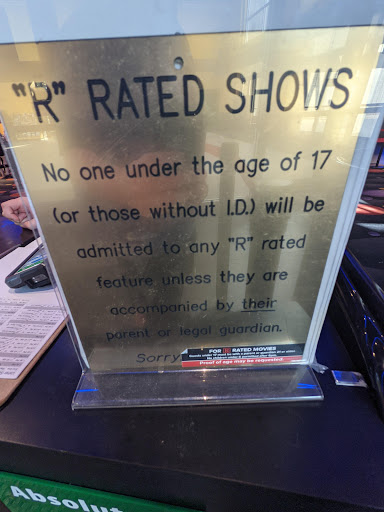 "R" RATED SHOWS
No one under the age of 17
(or those without I.D.) will be
admitted to any "R" rated
feature unless they are
accompanied by their
parent or legal guardian.
Sorry
FOR R RATED MOVIES
Proof of age may be requested
Absolut